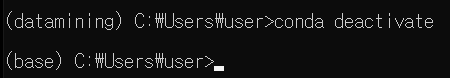 (datamining) C:₩Users₩user>conda deactivate
(base) C:₩Users₩user>